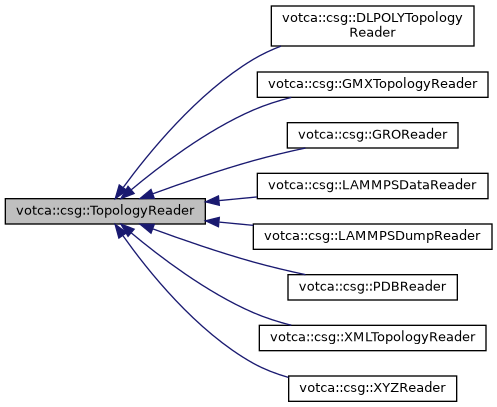 votca::csg::DLPOLYTopology
Reader
votca::csg::GMXTopologyReader
votca::csg::GROReader
votca::csg::LAMMPSDataReader
votca::csg::TopologyReader
votca::csg::LAMMPSDumpReader
votca::csg::PDBReader
votca::csg::XMLTopologyReader
votca::csg::XYZReader